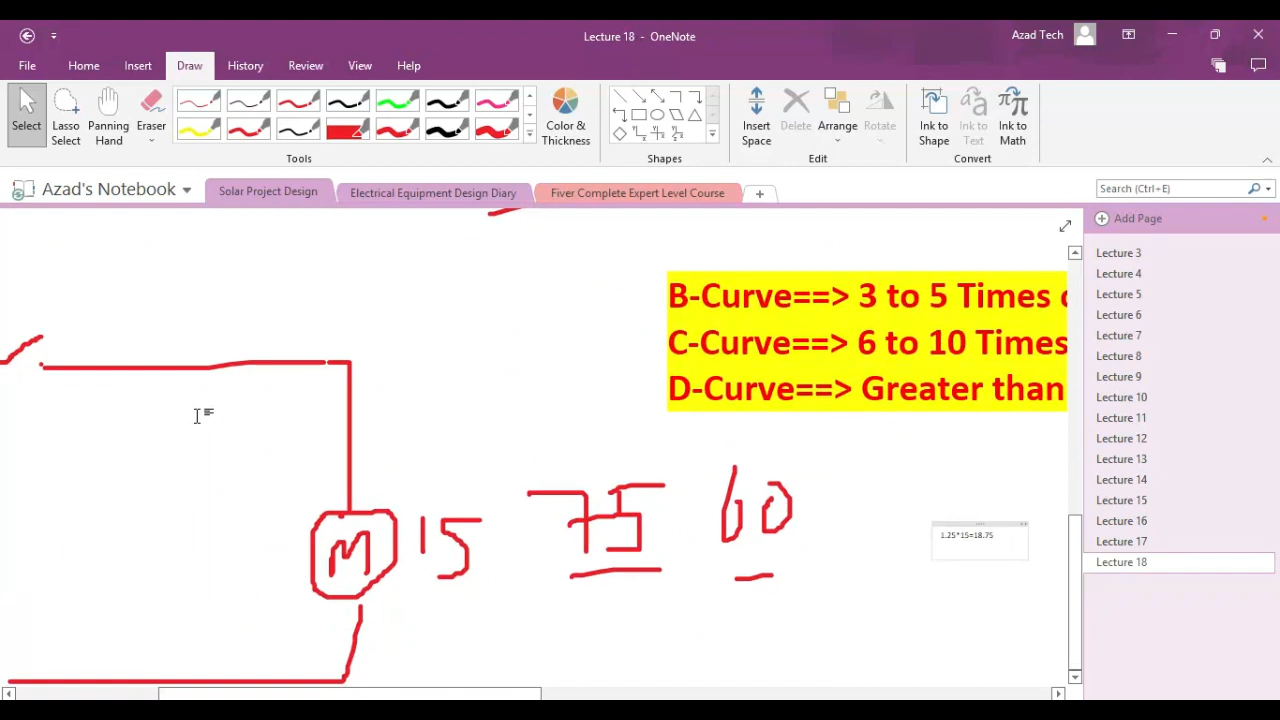 Lecture 18 - OneNote
Azad Tech
File Home Insert Draw History Review View Help
Select
Lasso Select
Panning Hand
Eraser
Color & Thickness
Insert Space
Delete
Arrange
Rotate
Ink to Shape
Ink to Text
Ink to Math
Tools
Shapes
Edit
Convert
Azad's Notebook
Solar Project Design
Electrical Equipment Design Diary
Fiver Complete Expert Level Course
Search (Ctrl+E)
Add Page
Lecture 3
Lecture 4
Lecture 5
Lecture 6
Lecture 7
Lecture 8
Lecture 9
Lecture 10
Lecture 11
Lecture 12
Lecture 13
Lecture 14
Lecture 15
Lecture 16
Lecture 17
Lecture 18
B-Curve==> 3 to 5 Times
C-Curve==> 6 to 10 Times
D-Curve==> Greater than
M 15 75 60
1.25*15=18.75